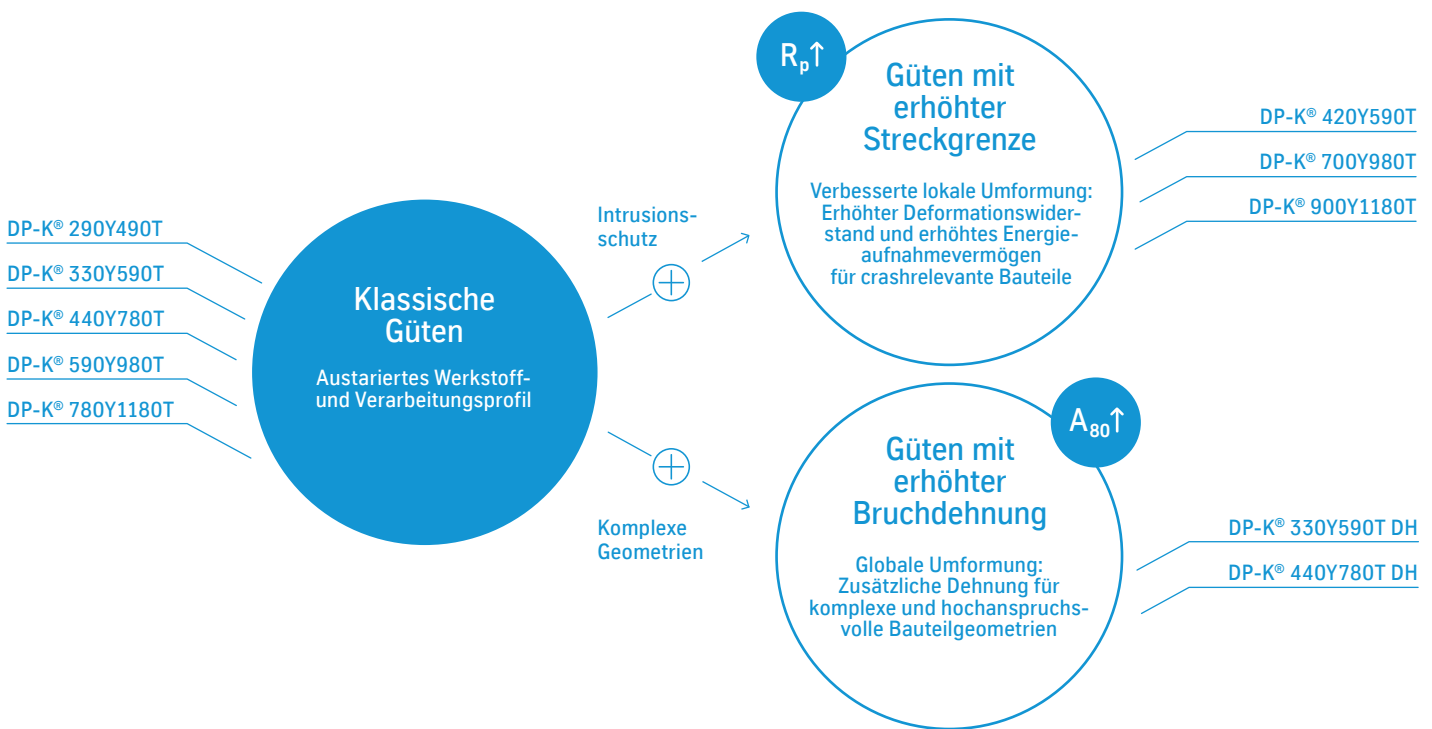 DP-K® 290Y490T
DP-K® 330Y590T
DP-K® 440Y780T
DP-K® 590Y980T
DP-K® 780Y1180T
Klassische
Güten
Austariertes Werkstoff-
und Verarbeitungsprofil
Intrusions-
schutz
Komplexe
Geometrien
Rp↑
Güten mit
erhöhter
Streckgrenze
Verbesserte lokale Umformung:
Erhöhter Deformationswider-
stand und erhöhtes Energie-
aufnahmevermögen
für crashrelevante Bauteile
DP-K® 420Y590T
DP-K® 700Y980T
DP-K® 900Y1180T
A80↑
Güten mit
erhöhter
Bruchdehnung
Globale Umformung:
Zusätzliche Dehnung für
komplexe und hochanspruchs-
volle Bauteilgeometrien
DP-K® 330Y590T DH
DP-K® 440Y780T DH